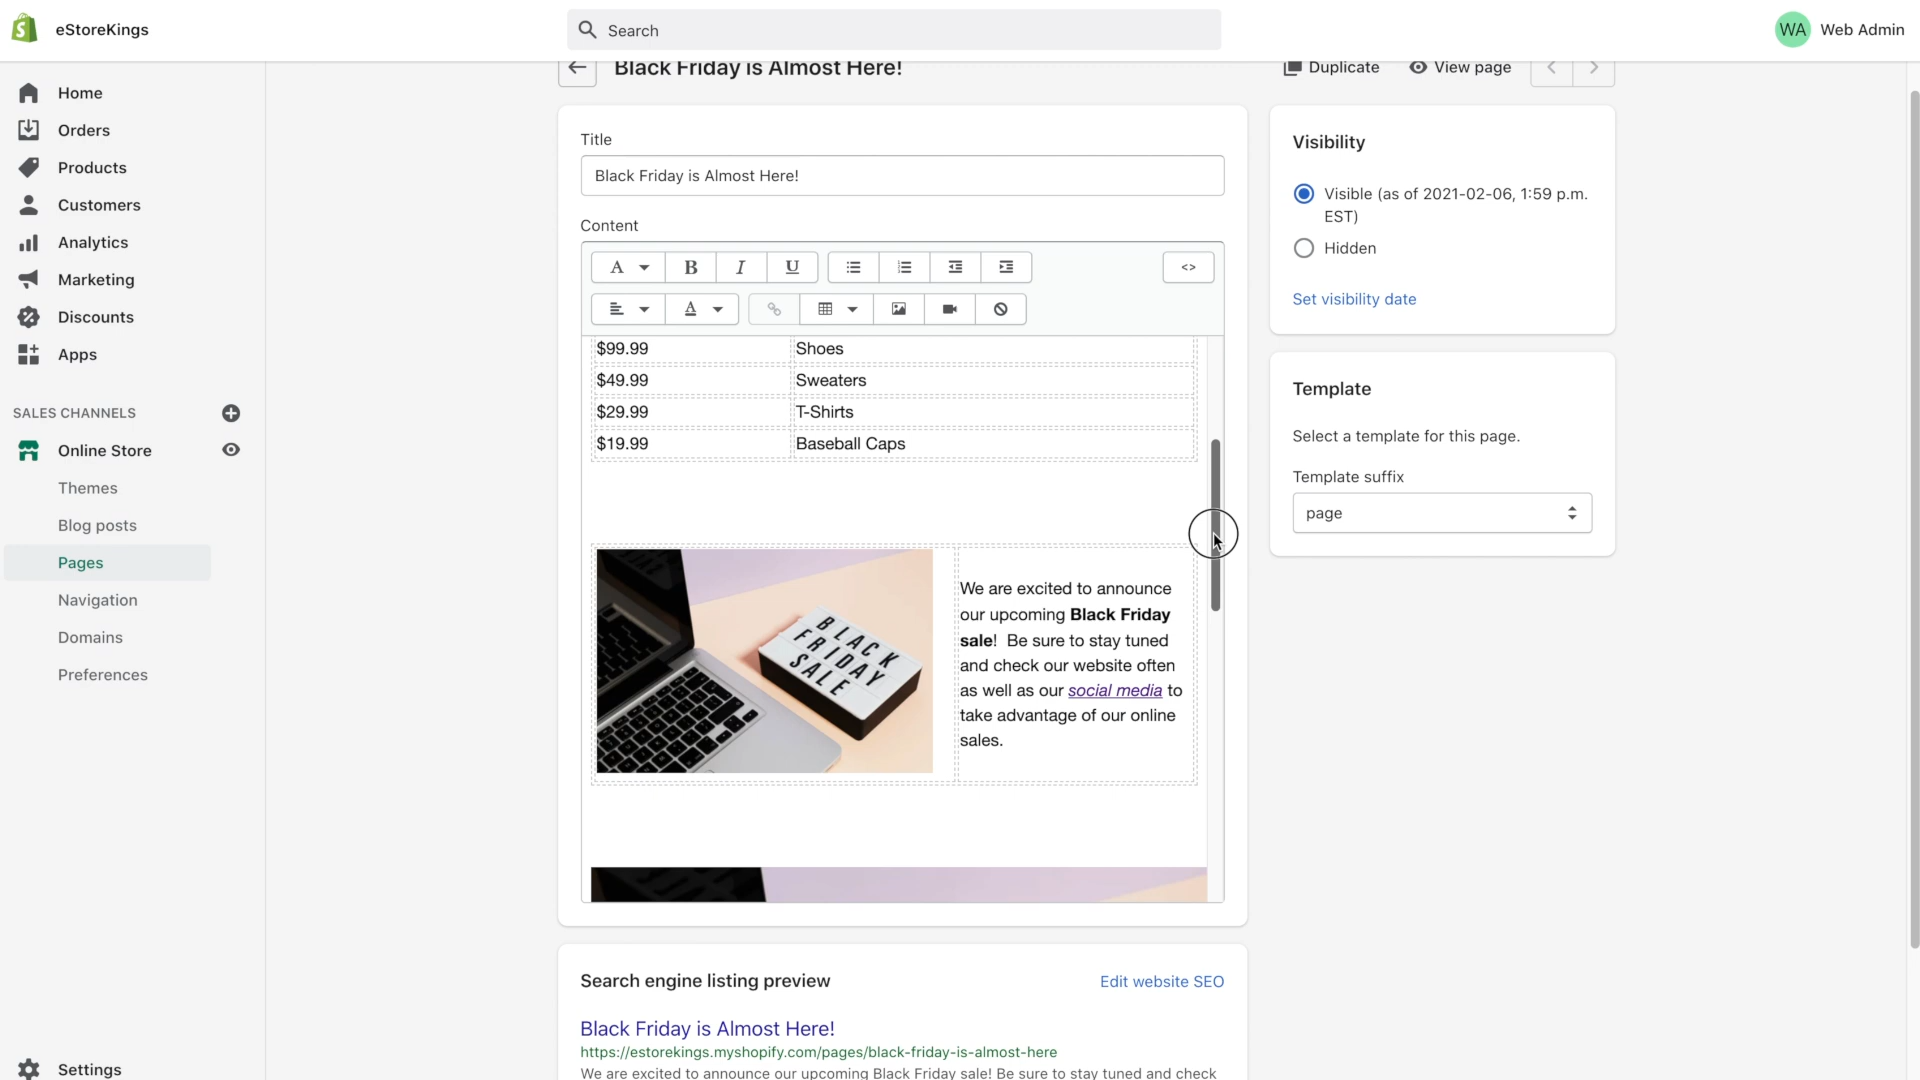 eStoreKings
Search
WA Web Admin
Home
Orders
Products
Customers
Analytics
Marketing
Discounts
Apps
SALES CHANNELS
Online Store
Themes
Blog posts
Pages
Navigation
Domains
Preferences
Settings
Black Friday is Almost Here!
Duplicate
View page
Title
Black Friday is Almost Here!
Content
A B I U <>
A
$99.99 Shoes
$49.99 Sweaters
$29.99 T-Shirts
$19.99 Baseball Caps
BLACK
FRIDAY
SALE
We are excited to announce
our upcoming Black Friday
sale!  Be sure to stay tuned
and check our website often
as well as our social media to
take advantage of our online
sales.
Search engine listing preview
Edit website SEO
Black Friday is Almost Here!
https://estorekings.myshopify.com/pages/black-friday-is-almost-here
We are excited to announce our upcoming Black Friday sale! Be sure to stay tuned and check
Visibility
Visible (as of 2021-02-06, 1:59 p.m.
EST)
Hidden
Set visibility date
Template
Select a template for this page.
Template suffix
page